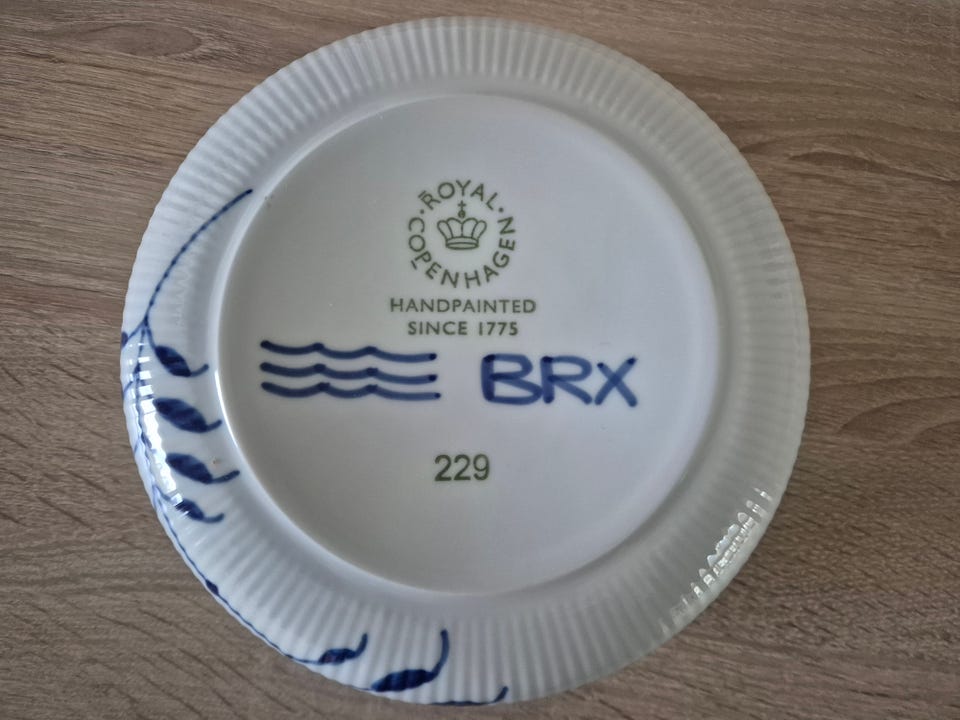 ROYAL COPENHAGEN
HANDPAINTED
SINCE 1775
BRX
229